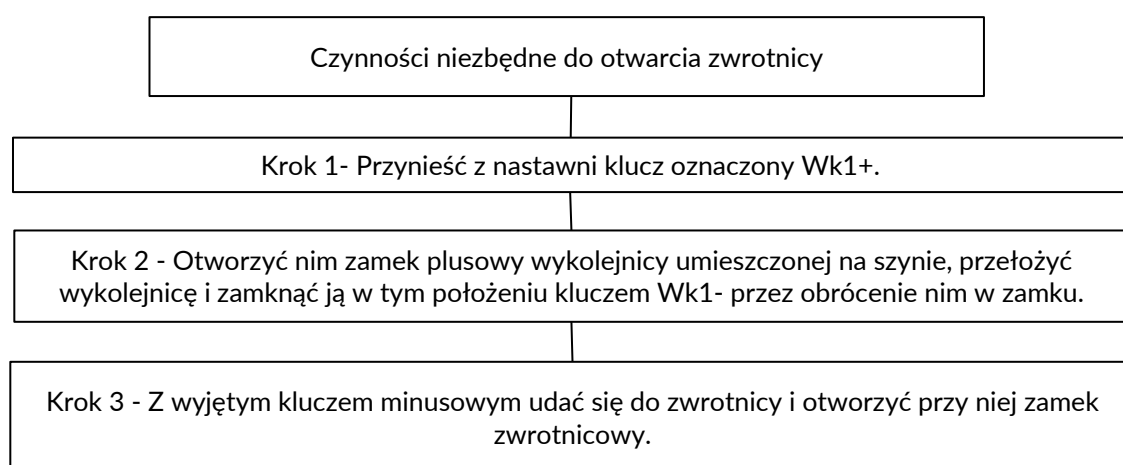 Czynności niezbędne do otwarcia zwrotnicy
Krok 1- Przynieść z nastawni klucz oznaczony Wk1+.
Krok 2 - Otworzyć nim zamek plusowy wykolejnicy umieszczonej na szynie, przełożyć
wykolejnicę i zamknąć ją w tym położeniu kluczem Wk1- przez obrócenie nim w zamku.
Krok 3 - Z wyjętym kluczem minusowym udać się do zwrotnicy i otworzyć przy niej zamek
zwrotnicowy.